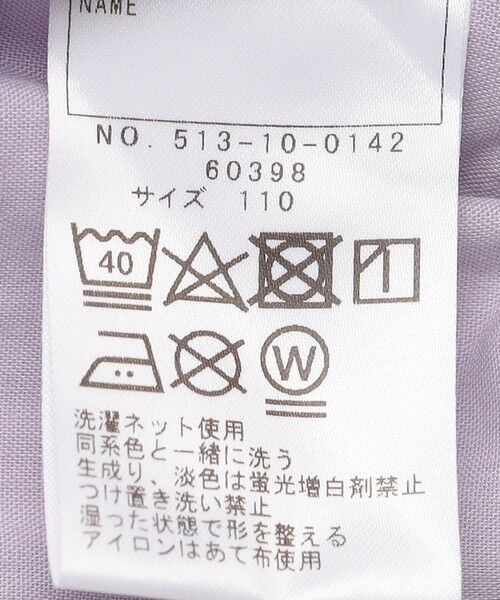 NAME
NO. 513-10-0142
60398
サイズ 110
40
W
洗濯ネット使用
同系色と一緒に洗う
生成り、淡色は蛍光増白剤禁止
つけ置き洗い禁止
湿った状態で形を整える
アイロンはあて布使用